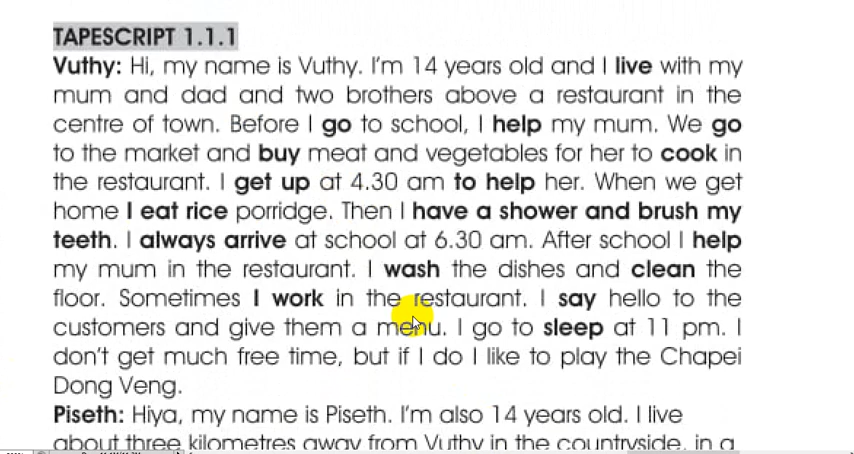 TAPESCRIPT 1.1.1
Vuthy: Hi, my name is Vuthy. I'm 14 years old and I live with my
mum and dad and two brothers above a restaurant in the
centre of town. Before I go to school, I help my mum. We go
to the market and buy meat and vegetables for her to cook in
the restaurant. I get up at 4.30 am to help her. When we get
home I eat rice porridge. Then I have a shower and brush my
teeth. I always arrive at school at 6.30 am. After school I help
my mum in the restaurant. I wash the dishes and clean the
floor. Sometimes I work in the restaurant. I say hello to the
customers and give them a menu. I go to sleep at 11 pm. I
don't get much free time, but if I do I like to play the Chapei
Dong Veng.
Piseth: Hiya, my name is Piseth. I'm also 14 years old. I live
about three kilometres away from Vuthy in the countryside, in a